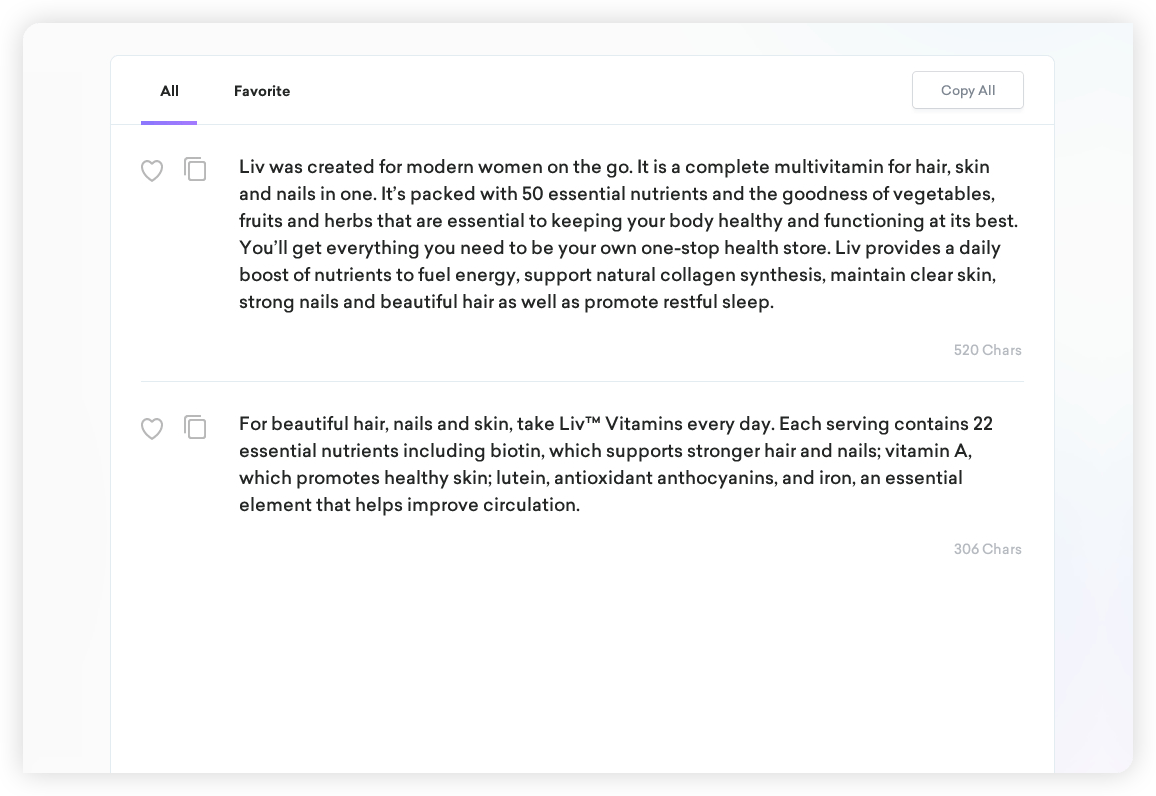 All
Favorite
Copy All
Liv was created for modern women on the go. It is a complete multivitamin for hair, skin
and nails in one. It’s packed with 50 essential nutrients and the goodness of vegetables,
fruits and herbs that are essential to keeping your body healthy and functioning at its best.
You’ll get everything you need to be your own one-stop health store. Liv provides a daily
boost of nutrients to fuel energy, support natural collagen synthesis, maintain clear skin,
strong nails and beautiful hair as well as promote restful sleep.
520 Chars
For beautiful hair, nails and skin, take Liv™ Vitamins every day. Each serving contains 22
essential nutrients including biotin, which supports stronger hair and nails; vitamin A,
which promotes healthy skin; lutein, antioxidant anthocyanins, and iron, an essential
element that helps improve circulation.
306 Chars